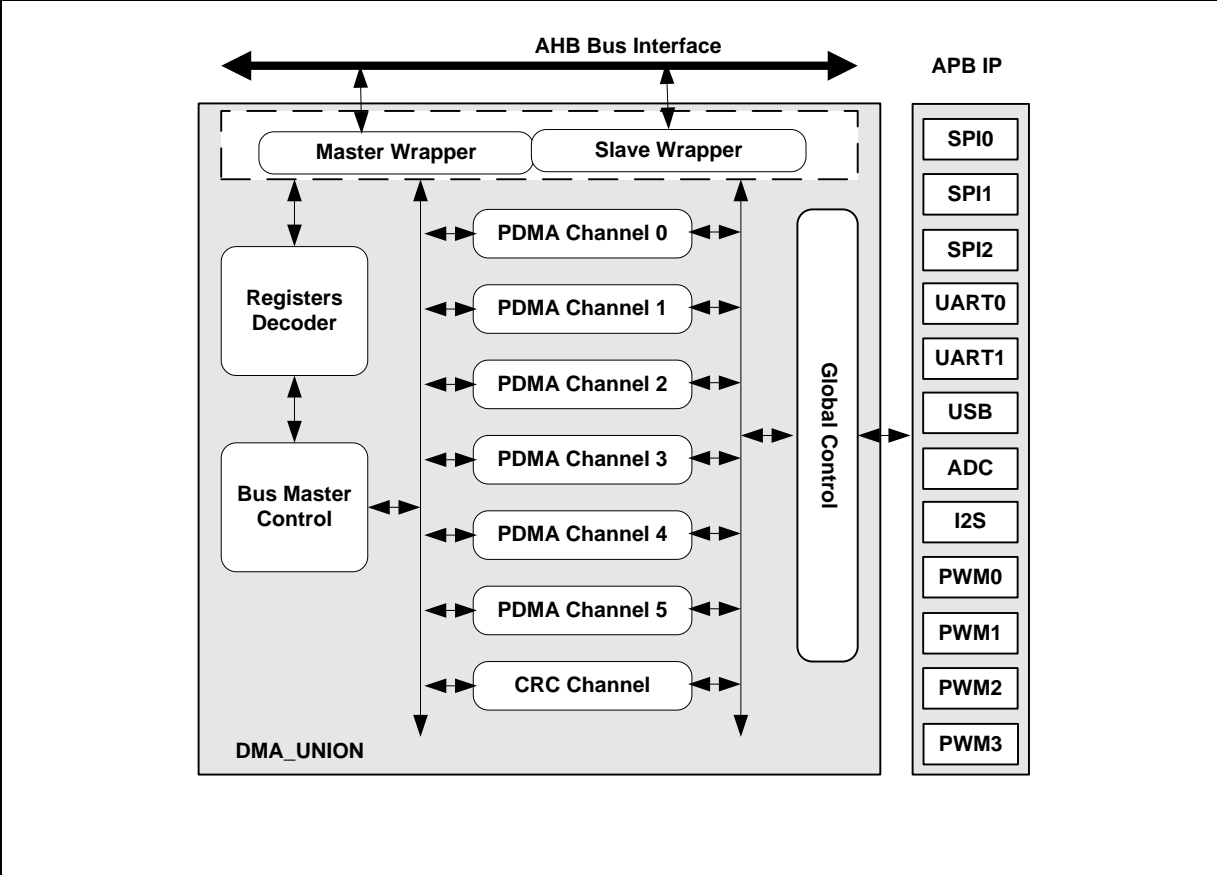 AHB Bus Interface
APB IP
Master Wrapper
Slave Wrapper
Registers
Decoder
Bus Master
Control
PDMA Channel 0
PDMA Channel 1
PDMA Channel 2
PDMA Channel 3
PDMA Channel 4
PDMA Channel 5
CRC Channel
Global Control
DMA_UNION
SPI0
SPI1
SPI2
UART0
UART1
USB
ADC
I2S
PWM0
PWM1
PWM2
PWM3